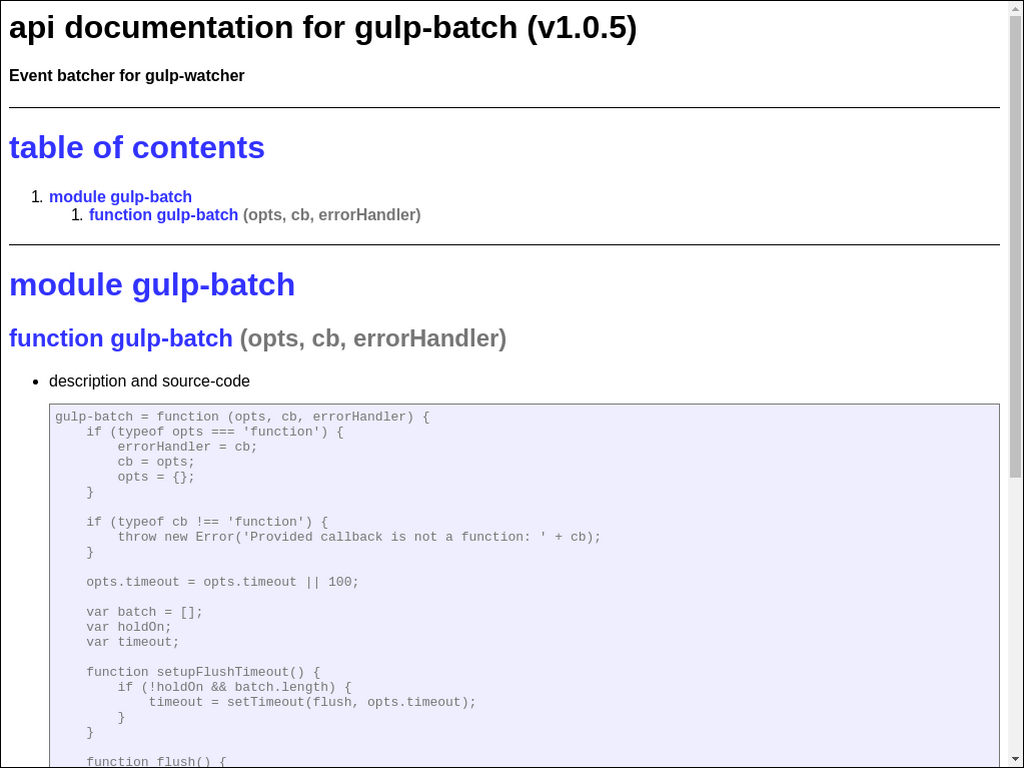 api documentation for gulp-batch (v1.0.5)
Event batcher for gulp-watcher
table of contents
1. module gulp-batch
1. function gulp-batch (opts, cb, errorHandler)
module gulp-batch
function gulp-batch (opts, cb, errorHandler)
• description and source-code
gulp-batch = function (opts, cb, errorHandler) {
    if (typeof opts === 'function') {
        errorHandler = cb;
        cb = opts;
        opts = {};
    }

    if (typeof cb !== 'function') {
        throw new Error('Provided callback is not a function: ' + cb);
    }

    opts.timeout = opts.timeout || 100;

    var batch = [];
    var holdOn;
    var timeout;

    function setupFlushTimeout() {
        if (!holdOn && batch.length) {
            timeout = setTimeout(flush, opts.timeout);
        }
    }

    function flush() {